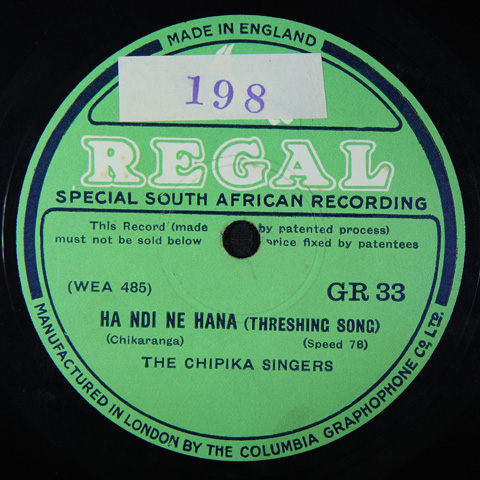 MADE IN ENGLAND
198
REGAL
SPECIAL SOUTH AFRICAN RECORDING
This Record (made by patented process)
must not be sold below price fixed by patentees
(WEA 485) GR 33
HA NDI NE HANA (THRESHING SONG)
(Chikaranga) (Speed 78)
THE CHIPIKA SINGERS
MANUFACTURED IN LONDON BY THE COLUMBIA GRAPHOPHONE CO. LTD.